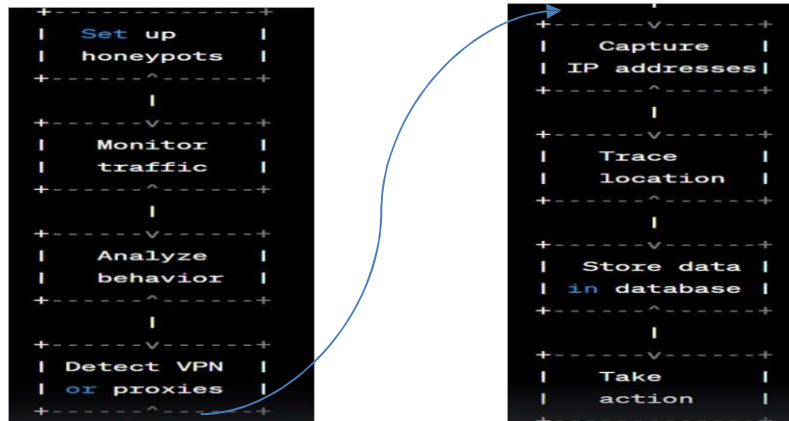 Set up
honeypots
Monitor
traffic
Analyze
behavior
Detect VPN
or proxies
Capture
IP addresses
Trace
location
Store data
in database
Take
action